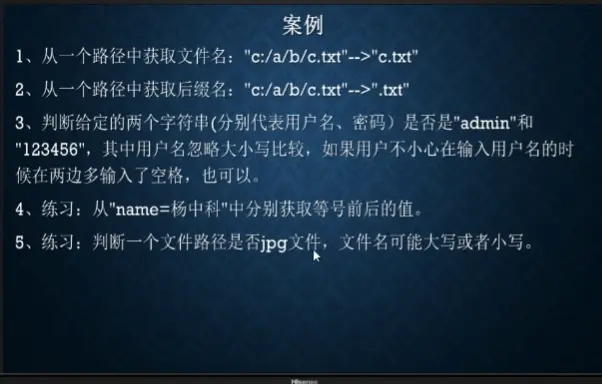 案例
1、从一个路径中获取文件名："c:/a/b/c.txt"-->"c.txt"
2、从一个路径中获取后缀名："c:/a/b/c.txt"-->".txt"
3、判断给定的两个字符串(分别代表用户名、密码）是否是"admin"和
"123456"，其中用户名忽略大小写比较，如果用户不小心在输入用户名的时
候在两边多输入了空格，也可以。
4、练习：从"name=杨中科"中分别获取等号前后的值。
5、练习：判断一个文件路径是否jpg文件，文件名可能大写或者小写。
Hisense